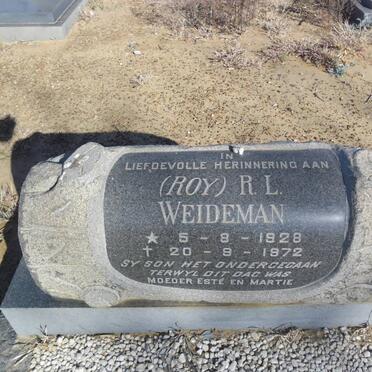 IN
LIEFDEVOLLE HERINNERING AAN
(ROY) R.L.
WEIDEMAN
★ 5 - 8 - 1928
✝ 20 - 9 - 1972
SY SON HET ONDERGEGAAN
TERWYL DIT DAG WAS
MOEDER ESTÉ EN MARTIE